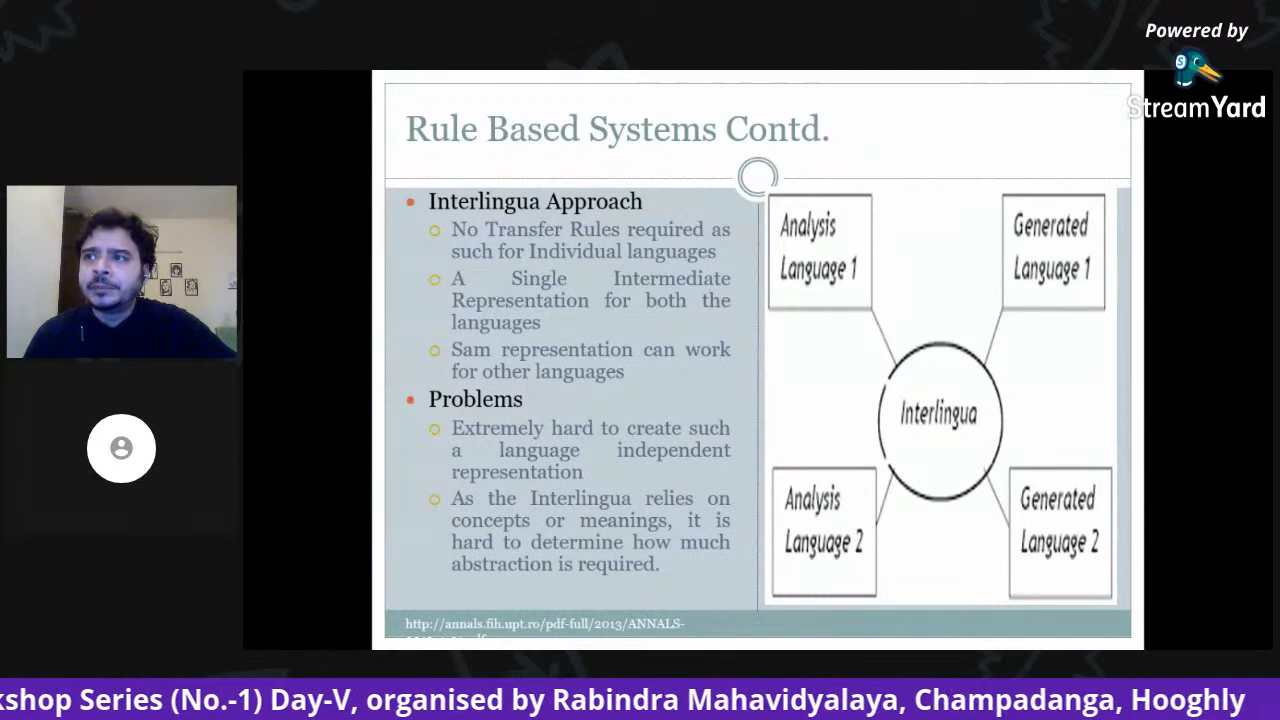 Powered by
StreamYard
Rule Based Systems Contd.
Interlingua Approach
No Transfer Rules required as
such for Individual languages
A Single Intermediate
Representation for both the
languages
Sam representation can work
for other languages
Problems
Extremely hard to create such
a language independent
representation
As the Interlingua relies on
concepts or meanings, it is
hard to determine how much
abstraction is required.
Analysis
Language 1
Generated
Language 1
Interlingua
Analysis
Language 2
Generated
Language 2
http://annals.fih.upt.ro/pdf-full/2013/ANNALS-
kshop Series (No.-1) Day-V, organised by Rabindra Mahavidyalaya, Champadanga, Hooghly